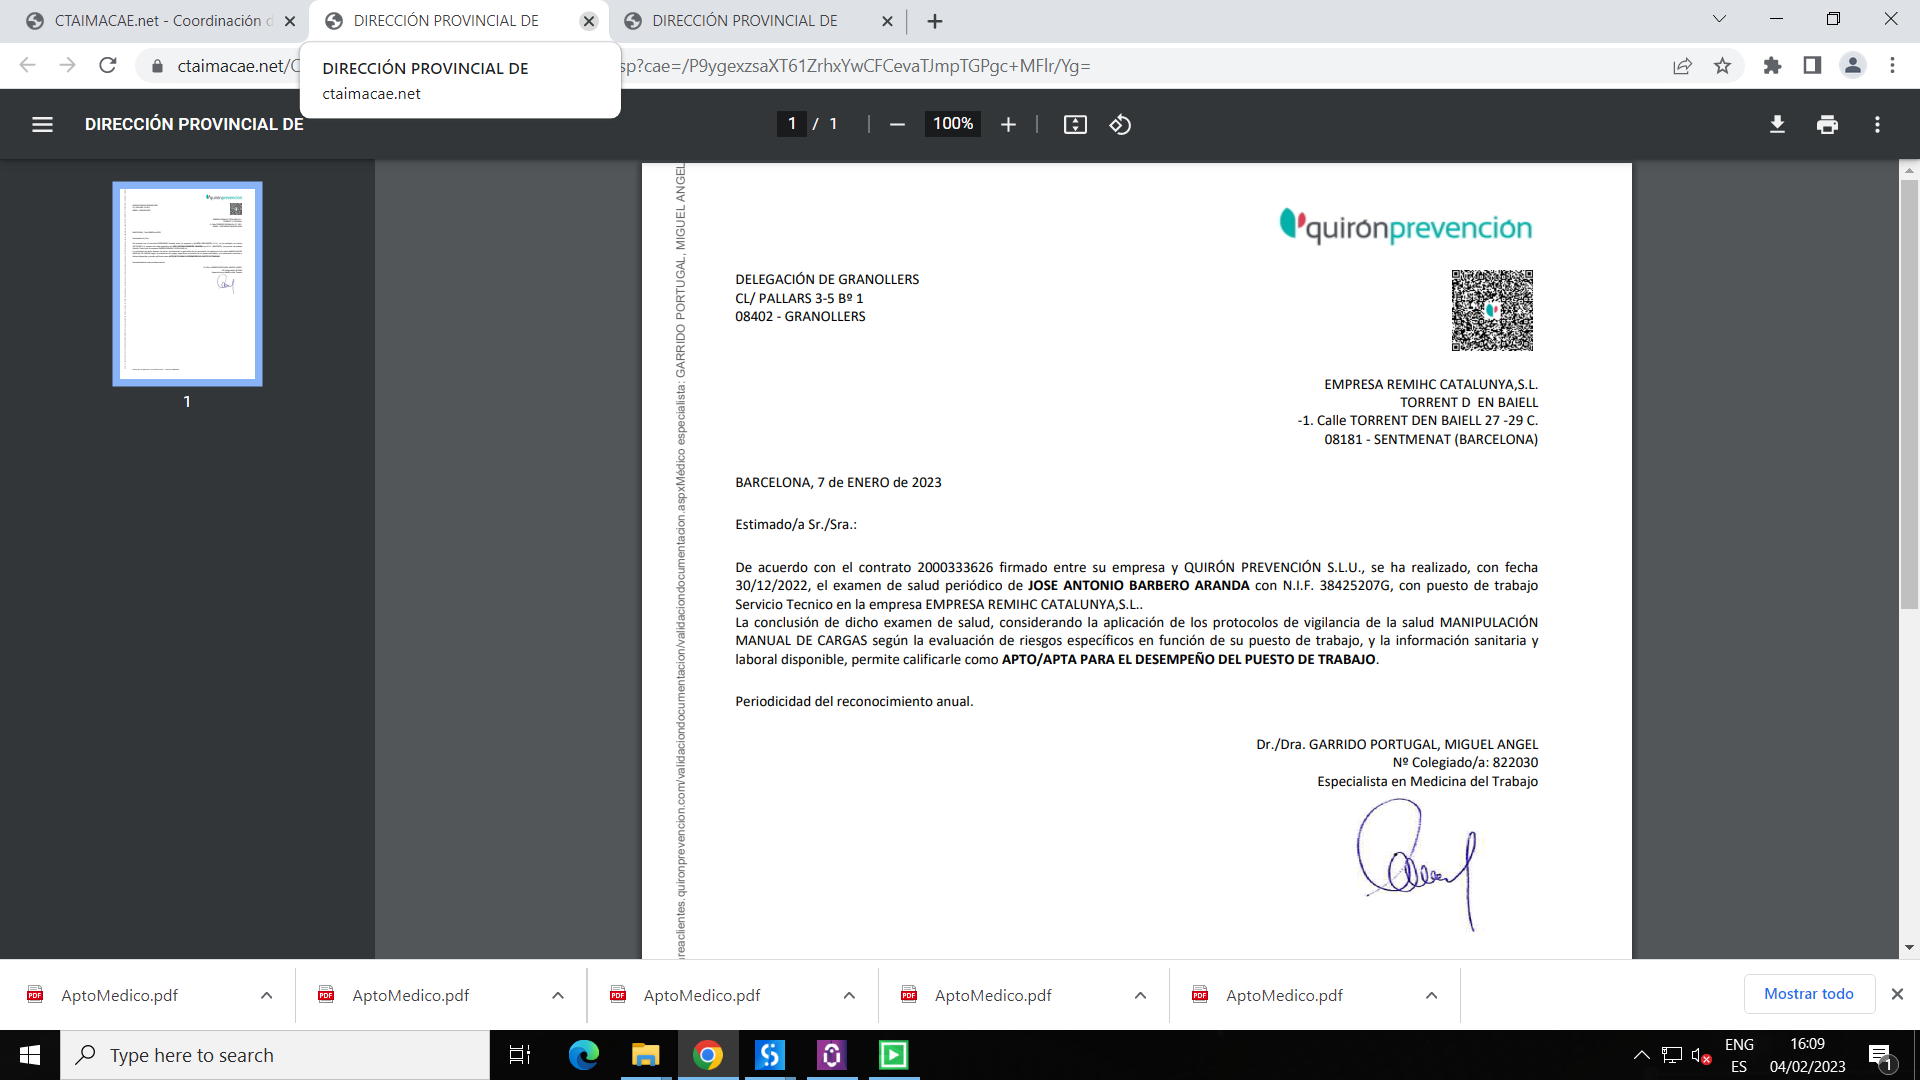 CTAIMACAE.net - Coordinación d
DIRECCIÓN PROVINCIAL DE
DIRECCIÓN PROVINCIAL DE
ctaimacae.net/C
sp?cae=/P9ygexzsaXT61ZrhxYwCFCevaTJmpTGPgc+MFlr/Yg=
DIRECCIÓN PROVINCIAL DE
ctaimacae.net
DIRECCIÓN PROVINCIAL DE
1 / 1
100%
1
quirónprevención
DELEGACIÓN DE GRANOLLERS
CL/ PALLARS 3-5 Bº 1
08402 - GRANOLLERS
EMPRESA REMIHC CATALUNYA,S.L.
TORRENT D  EN BAIELL
-1. Calle TORRENT DEN BAIELL 27 -29 C.
08181 - SENTMENAT (BARCELONA)
BARCELONA, 7 de ENERO de 2023
Estimado/a Sr./Sra.:
De acuerdo con el contrato 2000333626 firmado entre su empresa y QUIRÓN PREVENCIÓN S.L.U., se ha realizado, con fecha
30/12/2022, el examen de salud periódico de JOSE ANTONIO BARBERO ARANDA con N.I.F. 38425207G, con puesto de trabajo
Servicio Tecnico en la empresa EMPRESA REMIHC CATALUNYA,S.L..
La conclusión de dicho examen de salud, considerando la aplicación de los protocolos de vigilancia de la salud MANIPULACIÓN
MANUAL DE CARGAS según la evaluación de riesgos específicos en función de su puesto de trabajo, y la información sanitaria y
laboral disponible, permite calificarle como APTO/APTA PARA EL DESEMPEÑO DEL PUESTO DE TRABAJO.
Periodicidad del reconocimiento anual.
Dr./Dra. GARRIDO PORTUGAL, MIGUEL ANGEL
Nº Colegiado/a: 822030
Especialista en Medicina del Trabajo
reaclientes.quironprevencion.com/validaciondocumentacion/validaciondocumentacion.aspxMédico especialista: GARRIDO PORTUGAL, MIGUEL ANGEL
AptoMedico.pdf
AptoMedico.pdf
AptoMedico.pdf
AptoMedico.pdf
AptoMedico.pdf
Mostrar todo
Type here to search
ENG
ES
16:09
04/02/2023
1